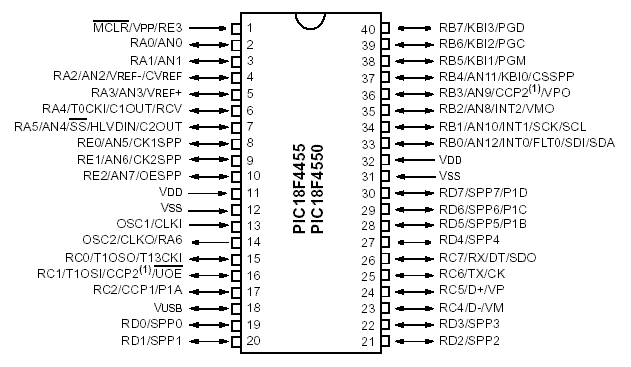 MCLR/VPP/RE3 1 40 RB7/KBI3/PGD
RA0/AN0 2 39 RB6/KBI2/PGC
RA1/AN1 3 38 RB5/KBI1/PGM
RA2/AN2/VREF-/CVREF 4 37 RB4/AN11/KBI0/CSSPP
RA3/AN3/VREF+ 5 36 RB3/AN9/CCP2(1)/VPO
RA4/T0CKI/C1OUT/RCV 6 35 RB2/AN8/INT2/VMO
RA5/AN4/SS/HLVDIN/C2OUT 7 34 RB1/AN10/INT1/SCK/SCL
RE0/AN5/CK1SPP 8 33 RB0/AN12/INT0/FLT0/SDI/SDA
RE1/AN6/CK2SPP 9 32 VDD
RE2/AN7/OESPP 10 31 VSS
VDD 11 30 RD7/SPP7/P1D
VSS 12 29 RD6/SPP6/P1C
OSC1/CLKI 13 28 RD5/SPP5/P1B
OSC2/CLKO/RA6 14 27 RD4/SPP4
RC0/T1OSO/T13CKI 15 26 RC7/RX/DT/SDO
RC1/T1OSI/CCP2(1)/UOE 16 25 RC6/TX/CK
RC2/CCP1/P1A 17 24 RC5/D+/VP
VUSB 18 23 RC4/D-/VM
RD0/SPP0 19 22 RD3/SPP3
RD1/SPP1 20 21 RD2/SPP2
PIC18F4455
PIC18F4550